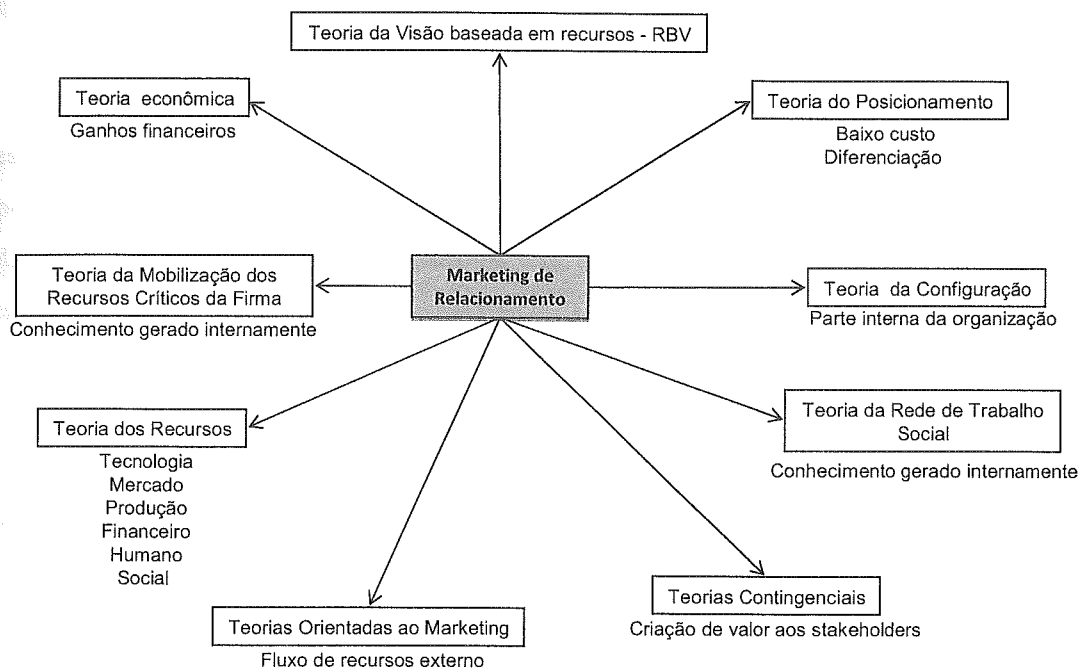 Teoria da Visão baseada em recursos - RBV
Teoria econômica
Ganhos financeiros
Teoria do Posicionamento
Baixo custo
Diferenciação
Marketing de
Relacionamento
Teoria da Mobilização dos
Recursos Críticos da Firma
Conhecimento gerado internamente
Teoria da Configuração
Parte interna da organização
Teoria dos Recursos
Tecnologia
Mercado
Produção
Financeiro
Humano
Social
Teoria da Rede de Trabalho
Social
Conhecimento gerado internamente
Teorias Orientadas ao Marketing
Fluxo de recursos externo
Teorias Contingenciais
Criação de valor aos stakeholders